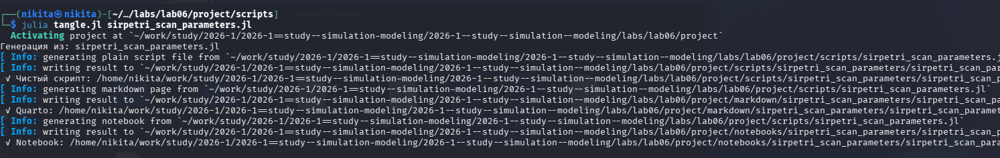 ┌──(nikita㉿nikita)-[~/…/labs/lab06/project/scripts]
└─$ julia tangle.jl sirpetri_scan_parameters.jl
Activating project at `~/work/study/2026-1/2026-1==study--simulation-modeling/2026-1--study--simulation--modeling/labs/lab06/project`
Генерация из: sirpetri_scan_parameters.jl
[ Info: generating plain script file from `~/work/study/2026-1/2026-1==study--simulation-modeling/2026-1--study--simulation--modeling/labs/lab06/project/scripts/sirpetri_scan_parameters.j
[ Info: writing result to `~/work/study/2026-1/2026-1==study--simulation-modeling/2026-1--study--simulation--modeling/labs/lab06/project/scripts/sirpetri_scan_parameters/sirpetri_scan_par
√ Чистый скрипт: /home/nikita/work/study/2026-1/2026-1==study--simulation-modeling/2026-1--study--simulation--modeling/labs/lab06/project/scripts/sirpetri_scan_parameters/sirpetri_scan_p
[ Info: generating markdown page from `~/work/study/2026-1/2026-1==study--simulation-modeling/2026-1--study--simulation--modeling/labs/lab06/project/scripts/sirpetri_scan_parameters.jl`
[ Info: writing result to `~/work/study/2026-1/2026-1==study--simulation-modeling/2026-1--study--simulation--modeling/labs/lab06/project/markdown/sirpetri_scan_parameters/sirpetri_scan_pa
√ Quarto: /home/nikita/work/study/2026-1/2026-1==study--simulation-modeling/2026-1--study--simulation--modeling/labs/lab06/project/markdown/sirpetri_scan_parameters/sirpetri_scan_paramet
[ Info: generating notebook from `~/work/study/2026-1/2026-1==study--simulation-modeling/2026-1--study--simulation--modeling/labs/lab06/project/scripts/sirpetri_scan_parameters.jl`
[ Info: writing result to `~/work/study/2026-1/2026-1==study--simulation-modeling/2026-1--study--simulation--modeling/labs/lab06/project/notebooks/sirpetri_scan_parameters/sirpetri_scan_p
√ Notebook: /home/nikita/work/study/2026-1/2026-1==study--simulation-modeling/2026-1--study--simulation--modeling/labs/lab06/project/notebooks/sirpetri_scan_parameters/sirpetri_scan_para